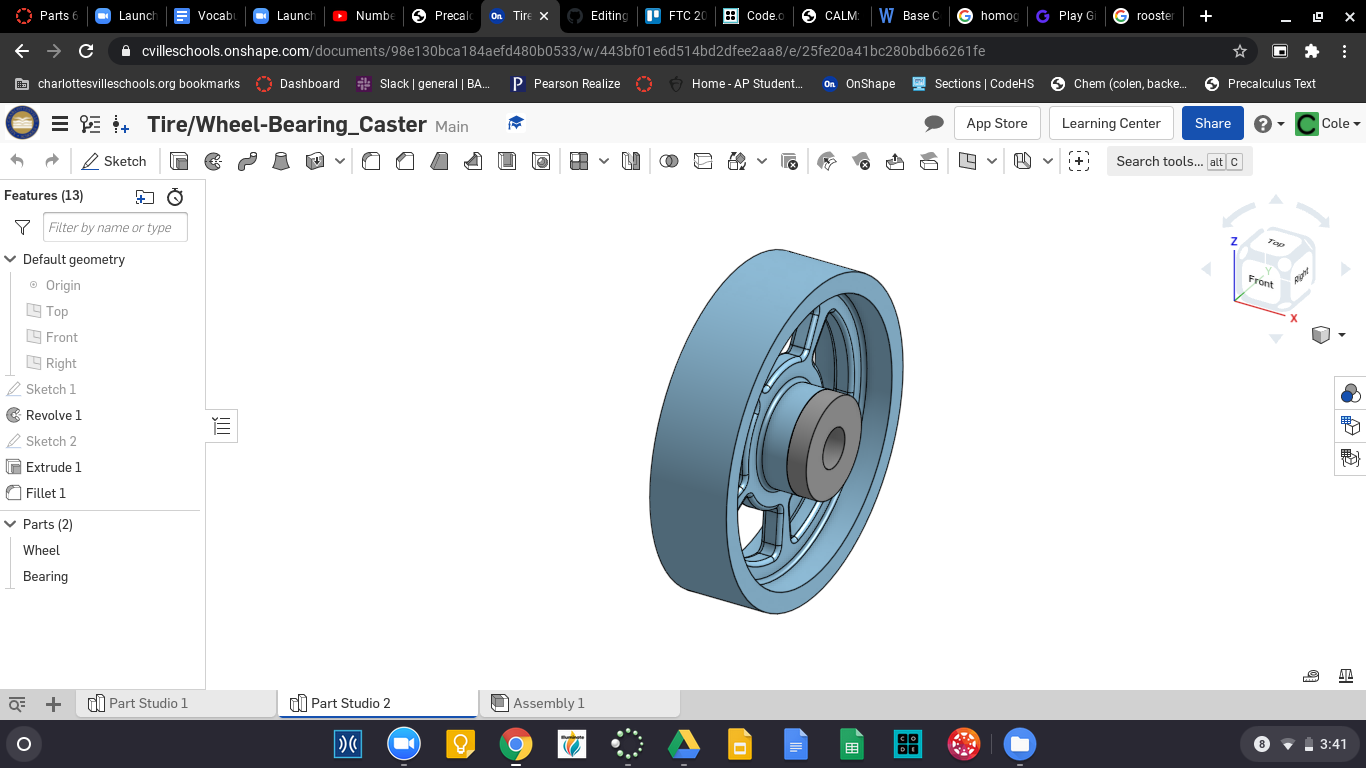 Parts 6
Launch
Vocabu
Launch
Numbe
Precalc
On Tire
Editing
FTC 20
Code.o
CALM:
W Base C
homog
Play Gi
rooster
cvilleschools.onshape.com/documents/98e130bca184aefd480b0533/w/443bf01e6d514bd2dfee2aa8/e/25fe20a41bc280bdb66261fe
charlottesvilleschools.org bookmarks
Dashboard
Slack | general | BA...
P Pearson Realize
Home - AP Student...
On OnShape
Sections | CodeHS
Chem (colen, backe...
Precalculus Text
Tire/Wheel-Bearing_Caster Main
App Store
Learning Center
Share
C Cole
Sketch
Search tools... alt C
Features (13)
Filter by name or type
Default geometry
Origin
Top
Front
Right
Sketch 1
Revolve 1
Sketch 2
Extrude 1
Fillet 1
Parts (2)
Wheel
Bearing
Z
Top
Y
Front
Right
X
Part Studio 1
Part Studio 2
Assembly 1
CODE
8
3:41